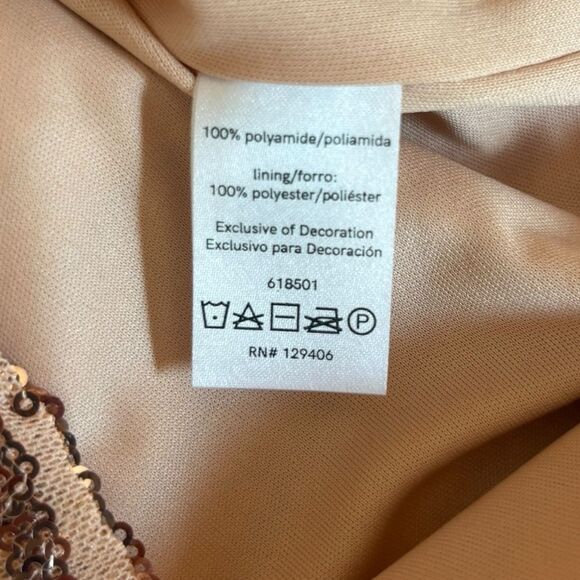 100% polyamide/poliamida
lining/forro:
100% polyester/poliéster
Exclusive of Decoration
Exclusivo para Decoración
618501
P
RN# 129406